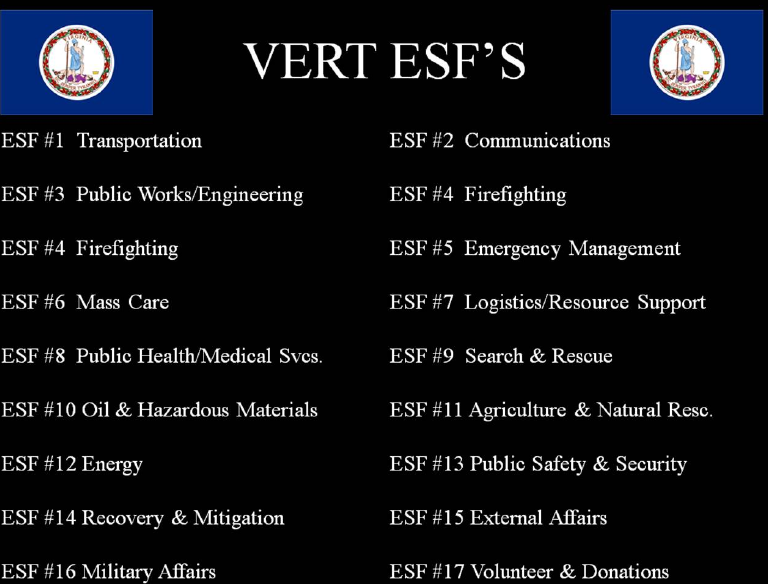 VIRGINIA
VERT ESF’S
VIRGINIA
ESF #1 Transportation
ESF #2 Communications
ESF #3 Public Works/Engineering
ESF #4 Firefighting
ESF #4 Firefighting
ESF #5 Emergency Management
ESF #6 Mass Care
ESF #7 Logistics/Resource Support
ESF #8 Public Health/Medical Svcs.
ESF #9 Search & Rescue
ESF #10 Oil & Hazardous Materials
ESF #11 Agriculture & Natural Resc.
ESF #12 Energy
ESF #13 Public Safety & Security
ESF #14 Recovery & Mitigation
ESF #15 External Affairs
ESF #16 Military Affairs
ESF #17 Volunteer & Donations